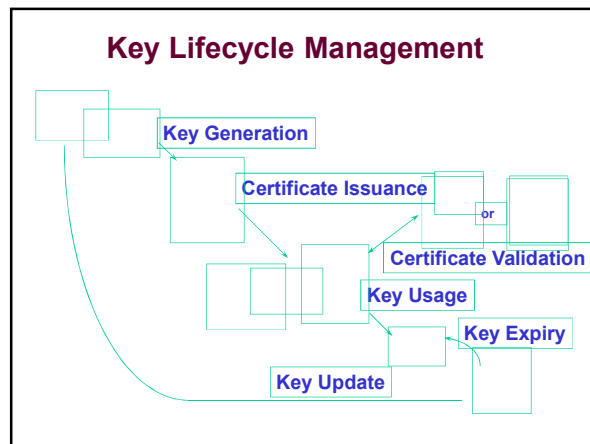 Key Lifecycle Management
Key Generation
Certificate Issuance
or
Certificate Validation
Key Usage
Key Expiry
Key Update